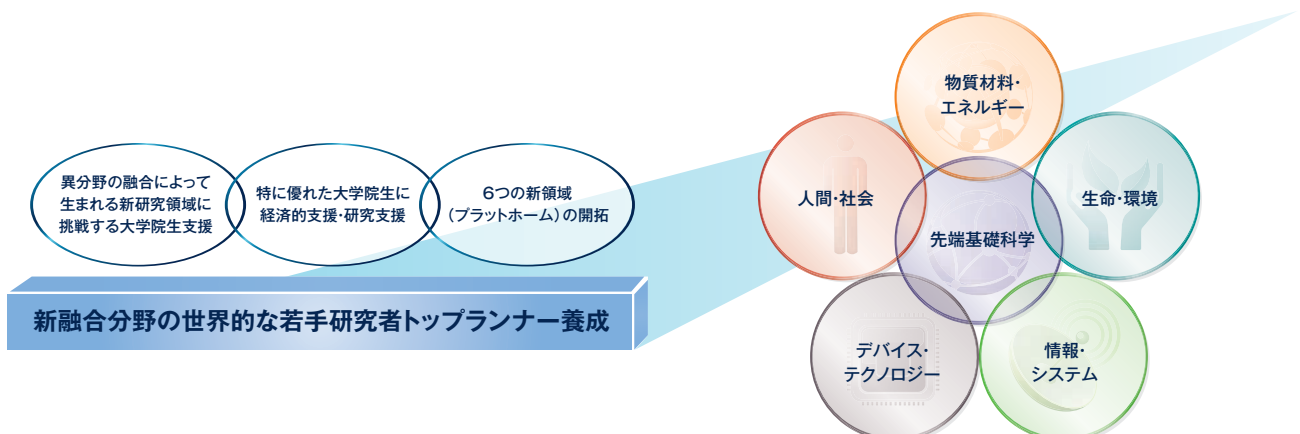 異分野の融合によって
生まれる新研究領域に
挑戦する大学院生支援
特に優れた大学院生に
経済的支援・研究支援
6つの新領域
（プラットホーム）の開拓
新融合分野の世界的な若手研究者トップランナー養成
物質材料・
エネルギー
人間・社会
生命・環境
先端基礎科学
デバイス・
テクノロジー
情報・
システム